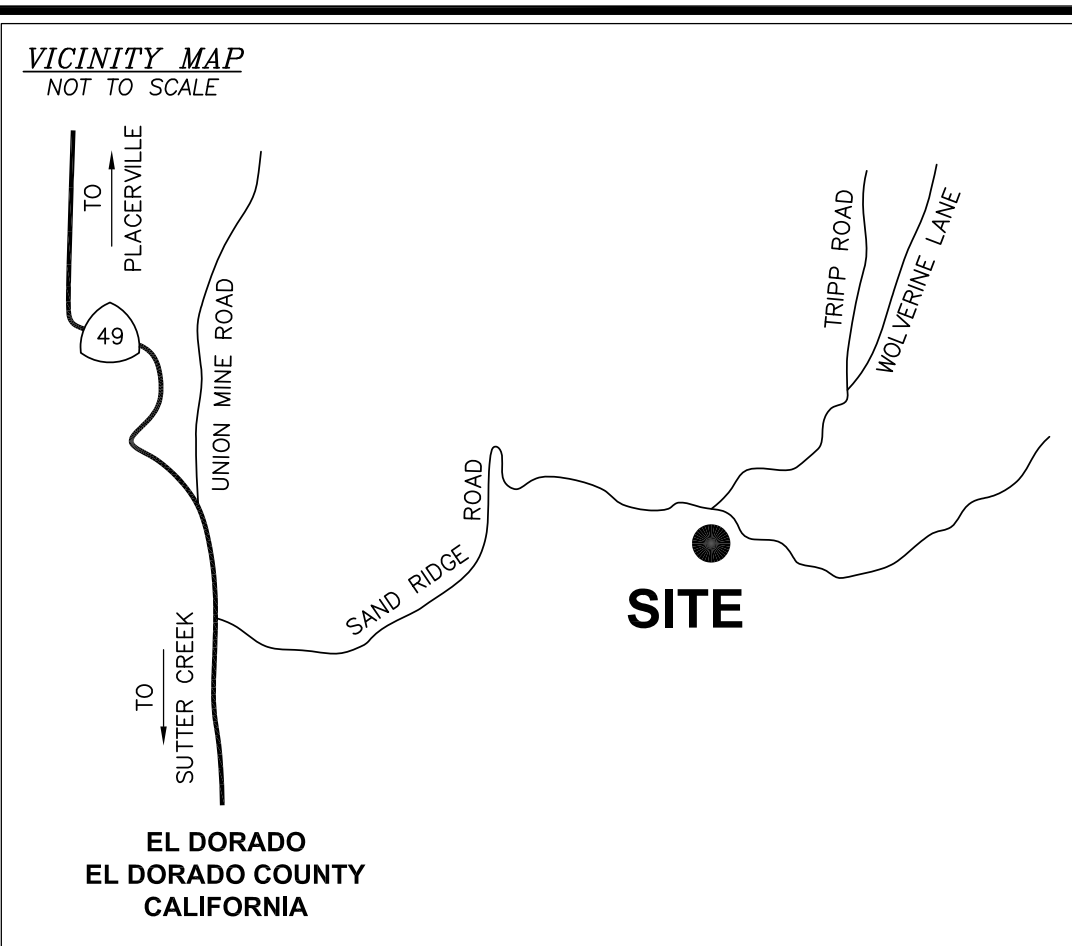 VICINITY MAP
NOT TO SCALE
TO
PLACERVILLE
49
UNION MINE ROAD
TRIPP ROAD
WOLVERINE LANE
SAND RIDGE
ROAD
SITE
TO
SUTTER CREEK
EL DORADO
EL DORADO COUNTY
CALIFORNIA